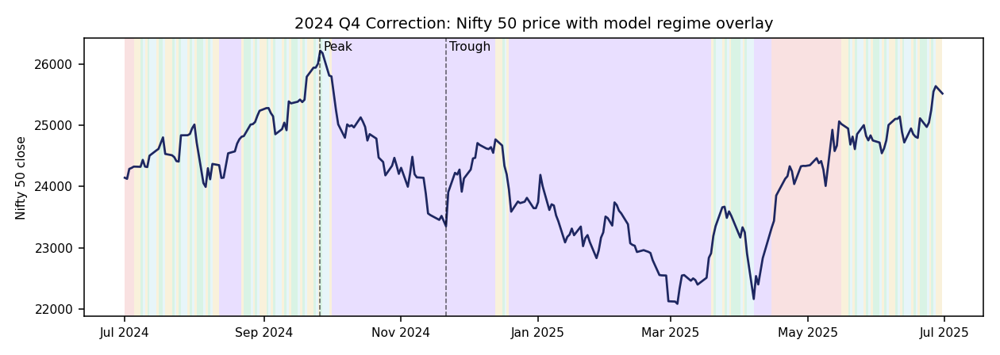 2024 Q4 Correction: Nifty 50 price with model regime overlay
Peak
Trough
26000
25000
24000
23000
22000
Nifty 50 close
Jul 2024
Sep 2024
Nov 2024
Jan 2025
Mar 2025
May 2025
Jul 2025